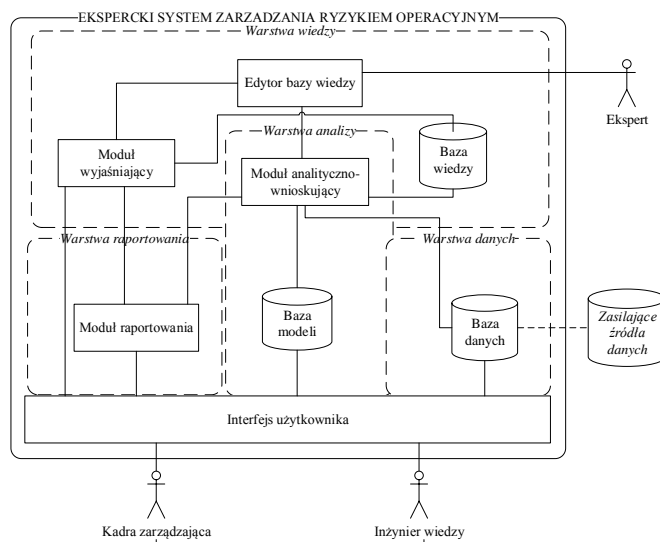 EKSPERCKI SYSTEM ZARZĄDZANIA RYZYKIEM OPERACYJNYM
Warstwa wiedzy
Edytor bazy wiedzy
Ekspert
Warstwa analizy
Moduł
wyjaśniający
Moduł analityczno-
wnioskujący
Baza
wiedzy
Warstwa raportowania
Warstwa danych
Moduł raportowania
Baza
modeli
Baza
danych
Zasilające
źródła
danych
Interfejs użytkownika
Kadra zarządzająca
Inżynier wiedzy